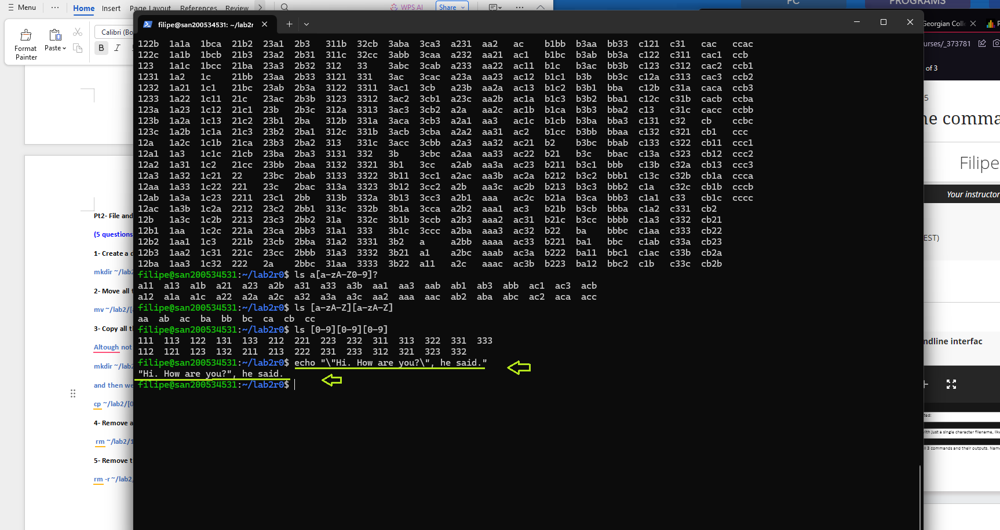 Menu ··· Home Insert Page Layout References Review WPS AI Share
Format Painter
Paste
Calibri (Bo
B I
Pt2- File and
(5 questions
1- Create a d
mkdir ~/lab2
2- Move all t
mv ~/lab2/[a
3- Copy all th
Altough not
mkdir ~/lab2
and then we
cp ~/lab2/[0
4- Remove a
rm ~/lab2/1
5- Remove t
rm -r ~/lab2/
filipe@san200534531: ~/lab2r
122b 1a1a 1bca 21b2 23a1 2b3 311b 32cb 3aba 3ca3 a231 aa2 ac b1bb b3aa bb33 c121 c31 cac ccac
122c 1a1b 1bcb 21b3 23a2 2b31 311c 32cc 3abb 3caa a232 aa21 ac1 b1bc b3ab bb3a c122 c311 cac1 ccb
123 1a1c 1bcc 21ba 23a3 2b32 312 33 3abc 3cab a233 aa22 ac11 b1c b3ac bb3b c123 c312 cac2 ccb1
1231 1a2 1c 21bb 23aa 2b33 3121 331 3ac 3cac a23a aa23 ac12 b1c1 b3b bb3c c12a c313 cac3 ccb2
1232 1a21 1c1 21bc 23ab 2b3a 3122 3311 3ac1 3cb a23b aa2a ac13 b1c2 b3b1 bba c12b c31a caca ccb3
1233 1a22 1c11 21c 23ac 2b3b 3123 3312 3ac2 3cb1 a23c aa2b ac1a b1c3 b3b2 bba1 c12c c31b cacb ccba
123a 1a23 1c12 21c1 23b 2b3c 312a 3313 3ac3 3cb2 a2a aa2c ac1b b1ca b3b3 bba2 c13 c31c cacc ccbb
123b 1a2a 1c13 21c2 23b1 2ba 312b 331a 3aca 3cb3 a2a1 aa3 ac1c b1cb b3ba bba3 c131 c32 cb ccbc
123c 1a2b 1c1a 21c3 23b2 2ba1 312c 331b 3acb 3cba a2a2 aa31 ac2 b1cc b3bb bbaa c132 c321 cb1 ccc
12a 1a2c 1c1b 21ca 23b3 2ba2 313 331c 3acc 3cbb a2a3 aa32 ac21 b2 b3bc bbab c133 c322 cb11 ccc1
12a1 1a3 1c1c 21cb 23ba 2ba3 3131 332 3b 3cbc a2aa aa33 ac22 b21 b3c bbac c13a c323 cb12 ccc2
12a2 1a31 1c2 21cc 23bb 2baa 3132 3321 3b1 3cc a2ab aa3a ac23 b211 b3c1 bbb c13b c32a cb13 ccc3
12a3 1a32 1c21 22 23bc 2bab 3133 3322 3b11 3cc1 a2ac aa3b ac2a b212 b3c2 bbb1 c13c c32b cb1a ccca
12aa 1a33 1c22 221 23c 2bac 313a 3323 3b12 3cc2 a2b aa3c ac2b b213 b3c3 bbb2 c1a c32c cb1b cccb
12ab 1a3a 1c23 2211 23c1 2bb 313b 332a 3b13 3cc3 a2b1 aaa ac2c b21a b3ca bbb3 c1a1 c33 cb1c cccc
12ac 1a3b 1c2a 2212 23c2 2bb1 313c 332b 3b1a 3cca a2b2 aaa1 ac3 b21b b3cb bbba c1a2 c331 cb2
12b 1a3c 1c2b 2213 23c3 2bb2 31a 332c 3b1b 3ccb a2b3 aaa2 ac31 b21c b3cc bbbb c1a3 c332 cb21
12b1 1aa 1c2c 221a 23ca 2bb3 31a1 333 3b1c 3ccc a2ba aaa3 ac32 b22 ba bbbc c1aa c333 cb22
12b2 1aa1 1c3 221b 23cb 2bba 31a2 3331 3b2 a a2bb aaaa ac33 b221 ba1 bbc c1ab c33a cb23
12b3 1aa2 1c31 221c 23cc 2bbb 31a3 3332 3b21 a1 a2bc aaab ac3a b222 ba11 bbc1 c1ac c33b cb2a
12ba 1aa3 1c32 222 2a 2bbc 31aa 3333 3b22 a11 a2c aaac ac3b b223 ba12 bbc2 c1b c33c cb2b
filipe@san200534531:~/lab2r0$ ls a[a-zA-Z0-9]?
a11 a13 a1b a21 a23 a2b a31 a33 a3b aa1 aa3 aab ab1 ab3 abb ac1 ac3 acb
a12 a1a a1c a22 a2a a2c a32 a3a a3c aa2 aaa aac ab2 aba abc ac2 aca acc
filipe@san200534531:~/lab2r0$ ls [a-zA-Z][a-zA-Z]
aa ab ac ba bb bc ca cb cc
filipe@san200534531:~/lab2r0$ ls [0-9][0-9][0-9]
111 113 122 131 133 212 221 223 232 311 313 322 331 333
112 121 123 132 211 213 222 231 233 312 321 323 332
filipe@san200534531:~/lab2r0$ echo "\"Hi. How are you?\", he said."
"Hi. How are you?", he said.
filipe@san200534531:~/lab2r0$
PC PROGRAMS
Georgian Coll
urses/_373781
of 3
5
ne comma
Filipe
Your instructor
EST)
ndline interfac
ted:
with just a single character filename, like
ll 3 commands and their outputs. Name